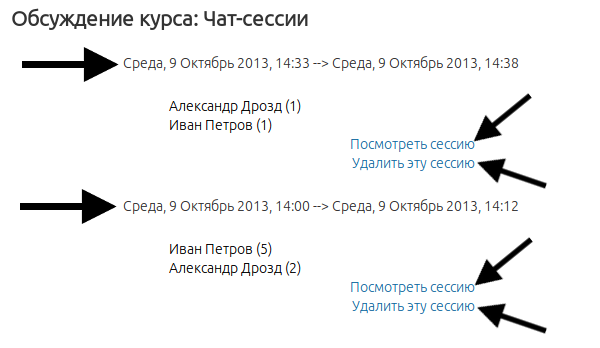 Обсуждение курса: Чат-сессии
Среда, 9 Октябрь 2013, 14:33 --> Среда, 9 Октябрь 2013, 14:38
Александр Дрозд (1)
Иван Петров (1)
Посмотреть сессию
Удалить эту сессию
Среда, 9 Октябрь 2013, 14:00 --> Среда, 9 Октябрь 2013, 14:12
Иван Петров (5)
Александр Дрозд (2)
Посмотреть сессию
Удалить эту сессию